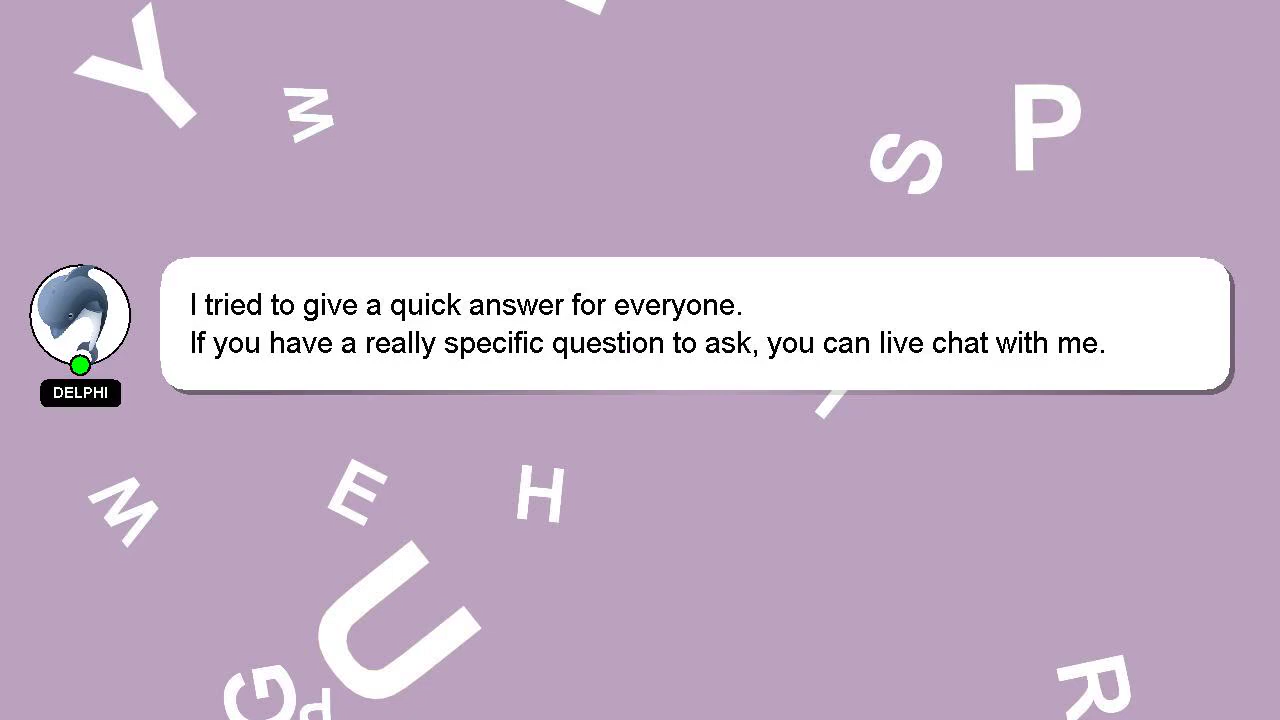 Y
W
S
P
I tried to give a quick answer for everyone.
If you have a really specific question to ask, you can live chat with me.
DELPHI
W
E
H
U
G
R